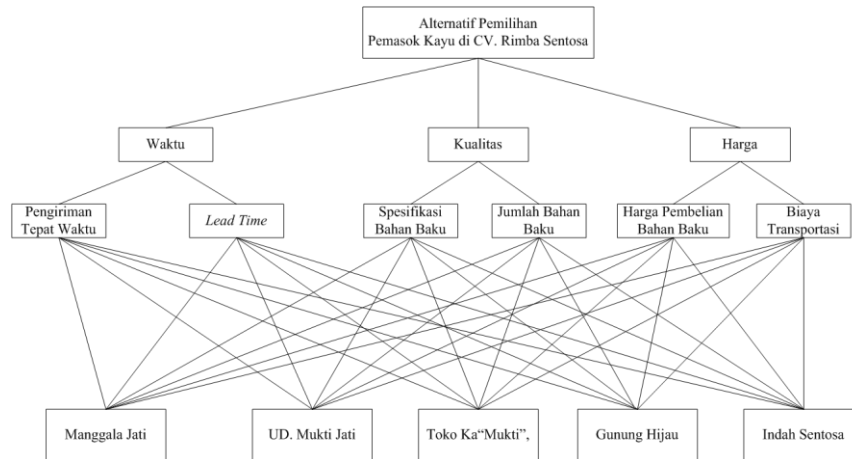 Alternatif Pemilihan
Pemasok Kayu di CV. Rimba Sentosa
Waktu
Kualitas
Harga
Pengiriman
Tepat Waktu
Lead Time
Spesifikasi
Bahan Baku
Jumlah Bahan
Baku
Harga Pembelian
Bahan Baku
Biaya
Transportasi
Manggala Jati
UD. Mukti Jati
Toko Ka“Mukti”,
Gunung Hijau
Indah Sentosa